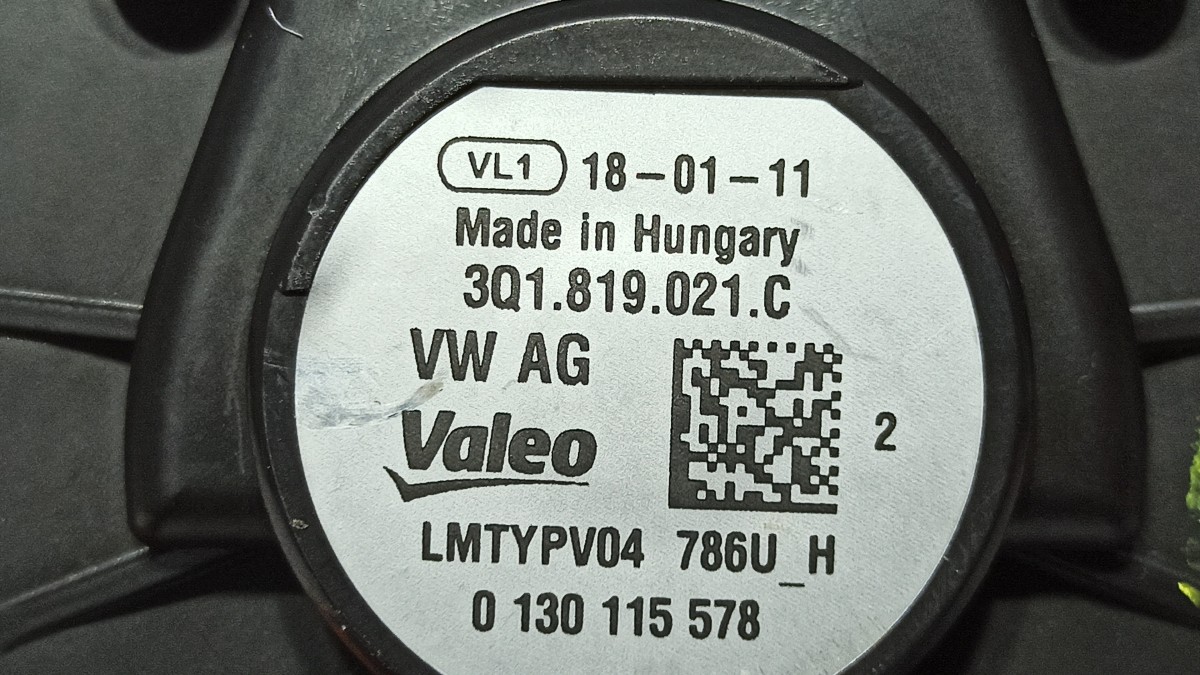 VL1 18-01-11
Made in Hungary
3Q1.819.021.C
VW AG
Valeo
2
LMTYPV04 786U_H
0 130 115 578